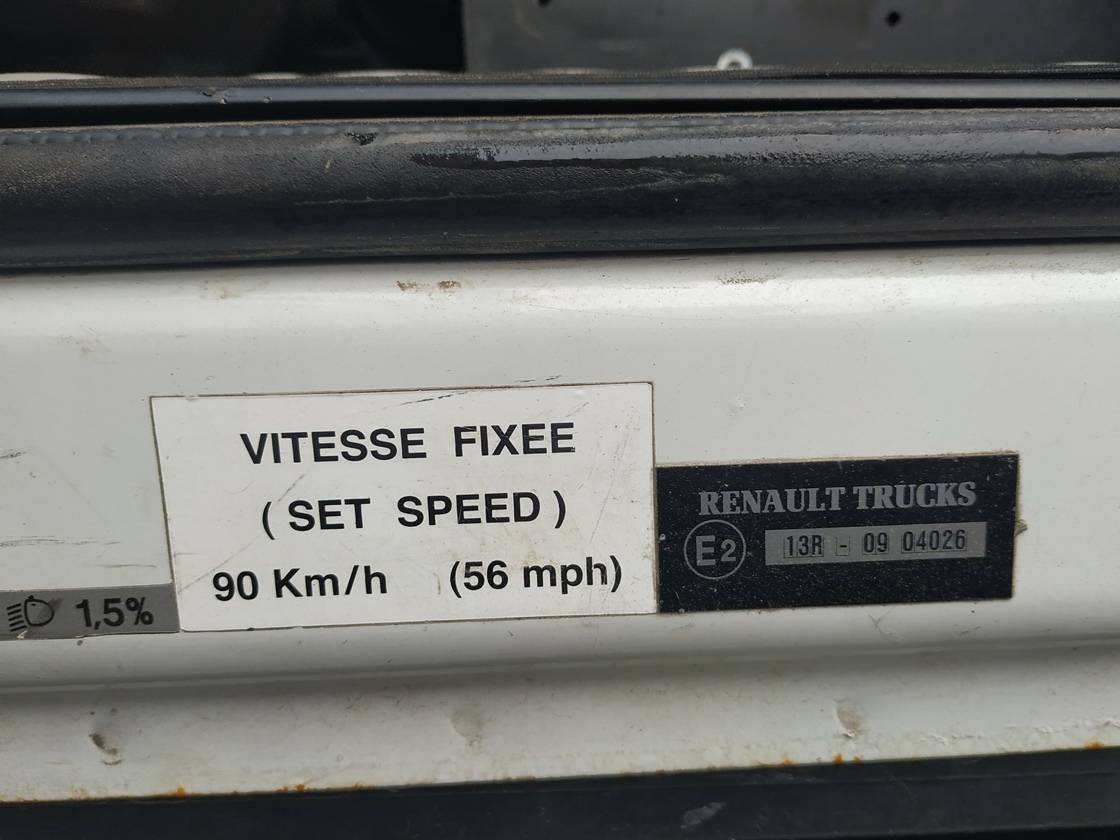 VITESSE FIXEE
( SET SPEED )
90 Km/h (56 mph)
RENAULT TRUCKS
E2 13R - 09 04026
1,5%